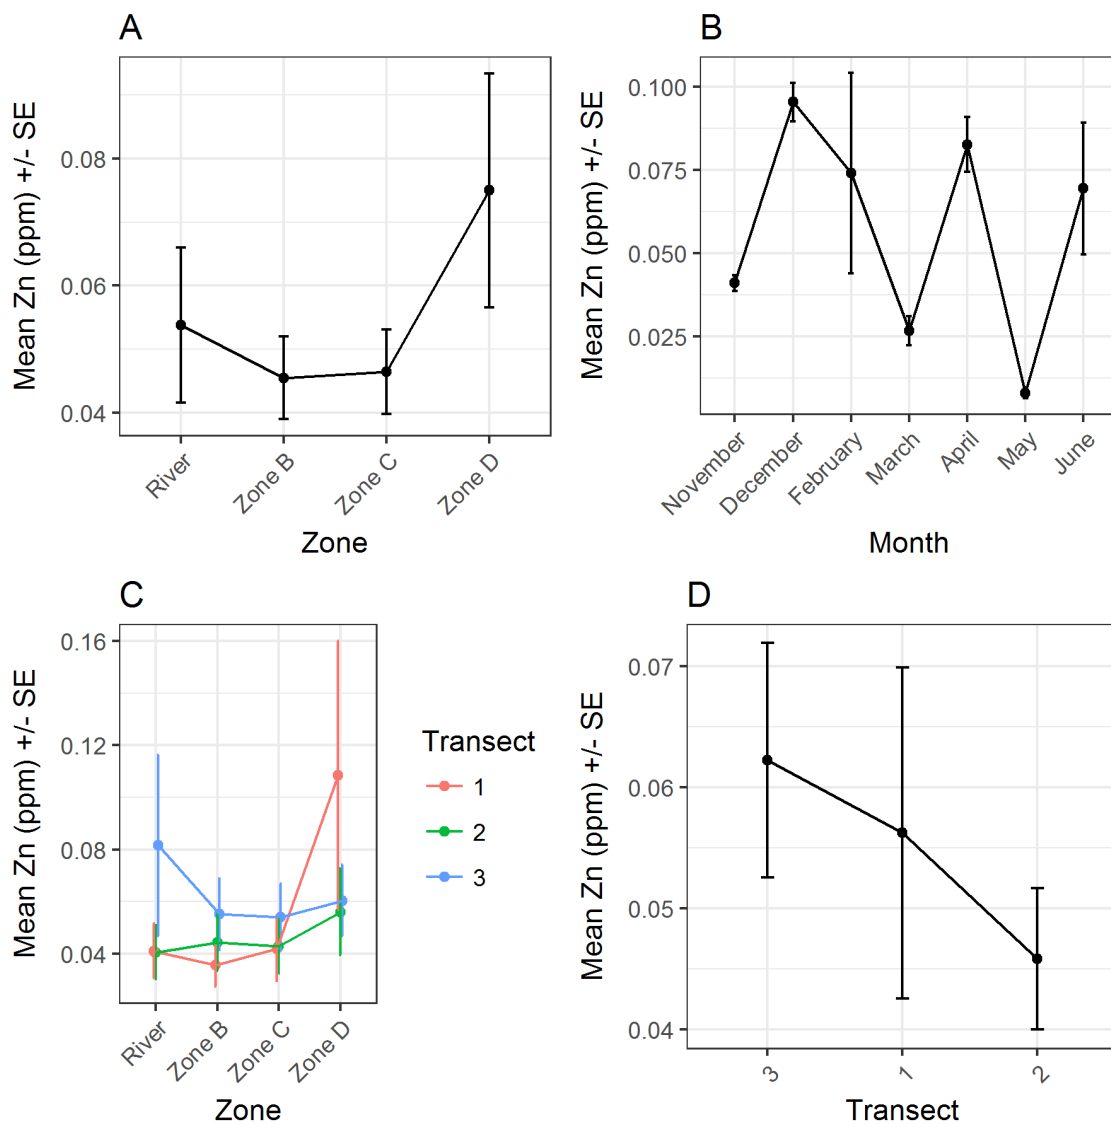 A
Mean Zn (ppm) +/- SE
0.08
0.06
0.04
River
Zone B
Zone C
Zone D
Zone
B
Mean Zn (ppm) +/- SE
0.100
0.075
0.050
0.025
November
December
February
March
April
May
June
Month
C
Mean Zn (ppm) +/- SE
0.16
0.12
0.08
0.04
River
Zone B
Zone C
Zone D
Zone
Transect
1
2
3
D
Mean Zn (ppm) +/- SE
0.07
0.06
0.05
0.04
3
1
2
Transect